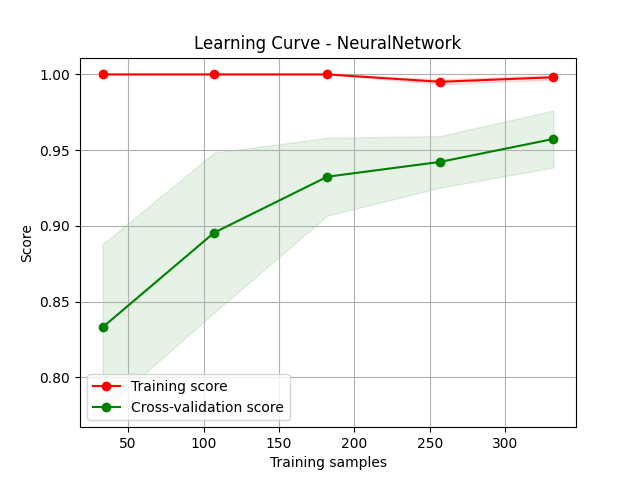 Learning Curve - NeuralNetwork
1.00
0.95
0.90
0.85
0.80
Score
Training score
Cross-validation score
50
100
150
200
250
300
Training samples